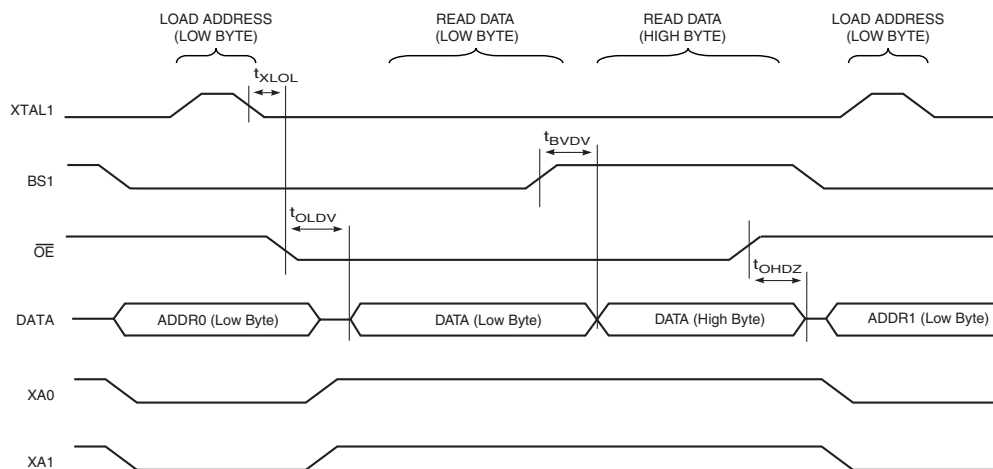 LOAD ADDRESS
(LOW BYTE)
READ DATA
(LOW BYTE)
READ DATA
(HIGH BYTE)
LOAD ADDRESS
(LOW BYTE)
tXLOL
XTAL1
tBVDV
BS1
tOLDV
OE
tOHDZ
DATA
ADDR0 (Low Byte)
DATA (Low Byte)
DATA (High Byte)
ADDR1 (Low Byte)
XA0
XA1